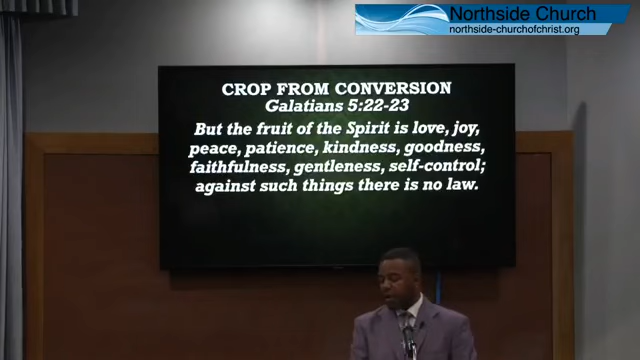 Northside Church
northside-churchofchrist.org
CROP FROM CONVERSION
Galatians 5:22-23
But the fruit of the Spirit is love, joy,
peace, patience, kindness, goodness,
faithfulness, gentleness, self-control;
against such things there is no law.